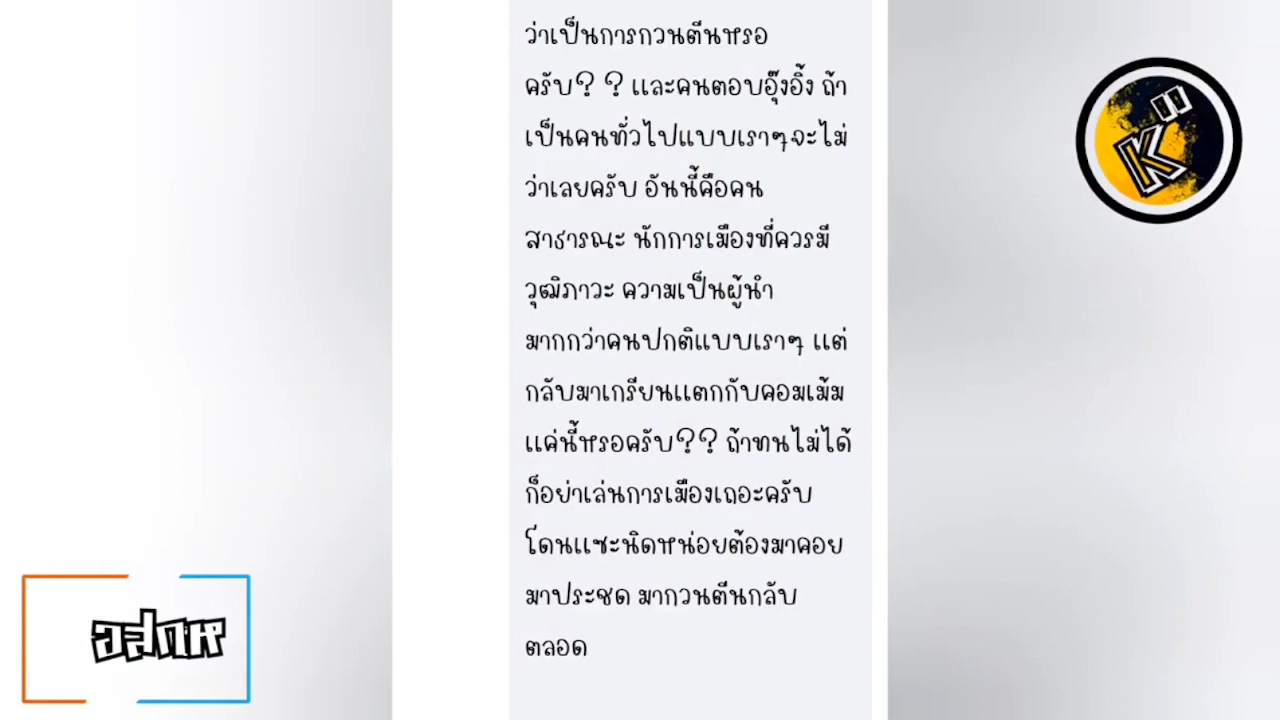 ว่าเป็นการกวนตีนหรอ
ครับ? ? และคนตอบอุ๊งอิ้ง ถ้า
เป็นคนทั่วไปแบบเราๆจะไม่
ว่าเลยครับ อันนี้คือคน
สาธารณะ นักการเมืองที่ควรมี
วุฒิภาวะ ความเป็นผู้นำ
มากกว่าคนปกติแบบเราๆ แต่
กลับมาเกรียนแตกกับคอมเม้ม
แค่นี้หรอครับ?? ถ้าทนไม่ได้
ก็อย่าเล่นการเมืองเถอะครับ
โดนแซะนิดหน่อยต้องมาคอย
มาประชด มากวนตีนกลับ
ตลอด
K"
อสกห